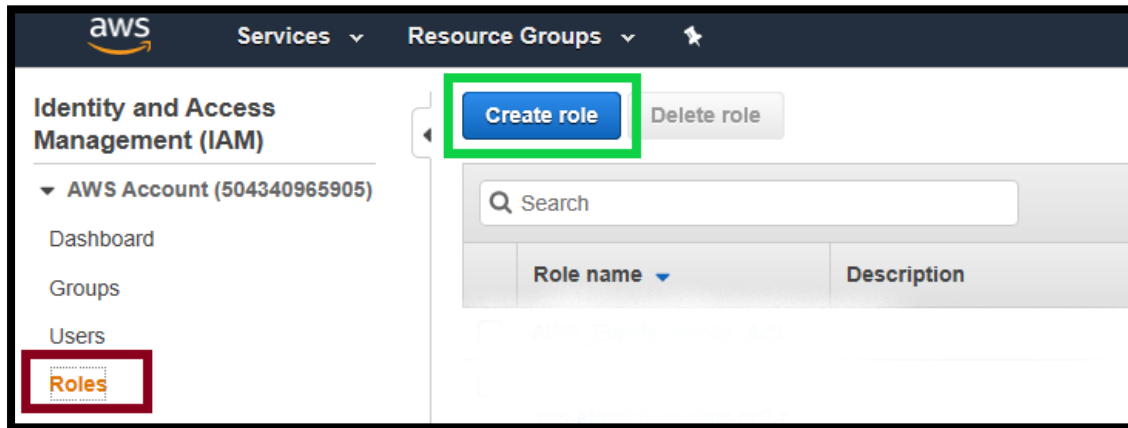 aws Services Resource Groups
Identity and Access
Management (IAM)
AWS Account (504340965905)
Dashboard
Groups
Users
Roles
Create role Delete role
Search
Role name Description